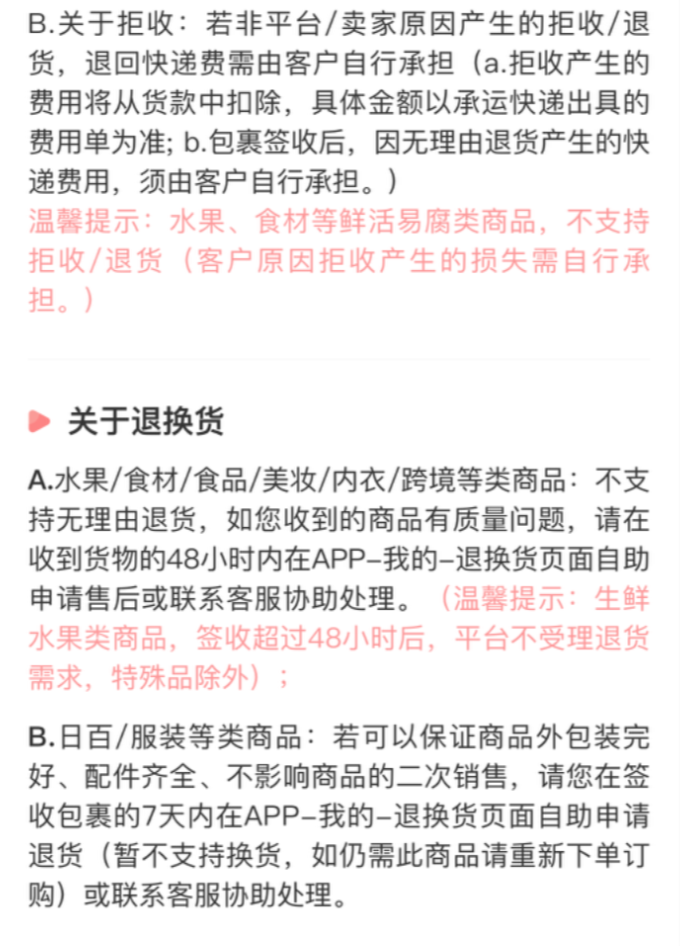 B.关于拒收：若非平台/卖家原因产生的拒收/退
货，退回快递费需由客户自行承担（a.拒收产生的
费用将从货款中扣除，具体金额以承运快递出具的
费用单为准; b.包裹签收后，因无理由退货产生的快
递费用，须由客户自行承担。)
温馨提示：水果、食材等鲜活易腐类商品，不支持
拒收/退货（客户原因拒收产生的损失需自行承
担。）
关于退换货
A.水果/食材/食品/美妆/内衣/跨境等类商品：不支
持无理由退货，如您收到的商品有质量问题，请在
收到货物的48小时内在APP-我的-退换货页面自助
申请售后或联系客服协助处理。（温馨提示：生鲜
水果类商品，签收超过48小时后，平台不受理退货
需求，特殊品除外）；
B.日百/服装等类商品：若可以保证商品外包装完
好、配件齐全、不影响商品的二次销售，请您在签
收包裹的7天内在APP-我的-退换货页面自助申请
退货（暂不支持换货，如仍需此商品请重新下单订
购）或联系客服协助处理。